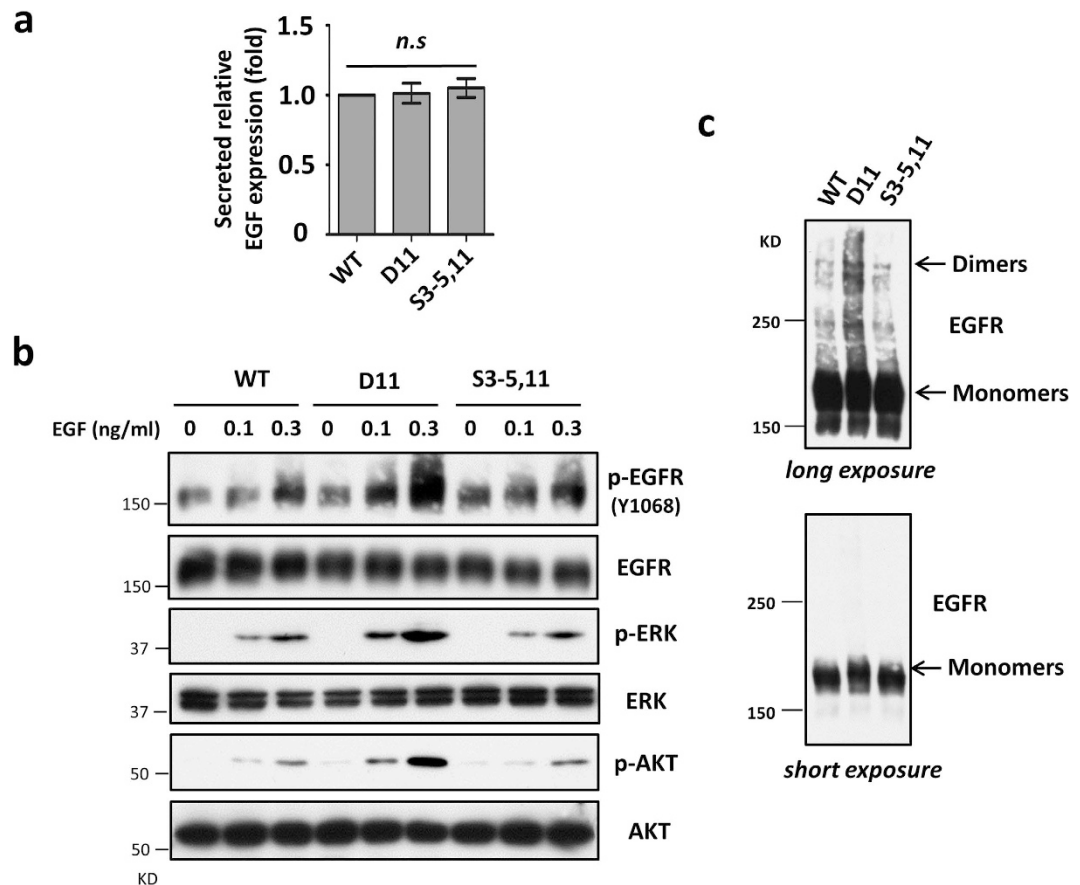 a
Secreted relative
EGF expression (fold)
1.5
1.0
0.5
0
n.s
WT
D11
S3-5,11
b
WT D11 S3-5,11
EGF (ng/ml) 0 0.1 0.3 0 0.1 0.3 0 0.1 0.3
150
p-EGFR
(Y1068)
150
EGFR
37
p-ERK
37
ERK
50
p-AKT
50
AKT
KD
c
WT D11 S3-5,11
KD
Dimers
250
EGFR
Monomers
150
long exposure
250
EGFR
Monomers
150
short exposure